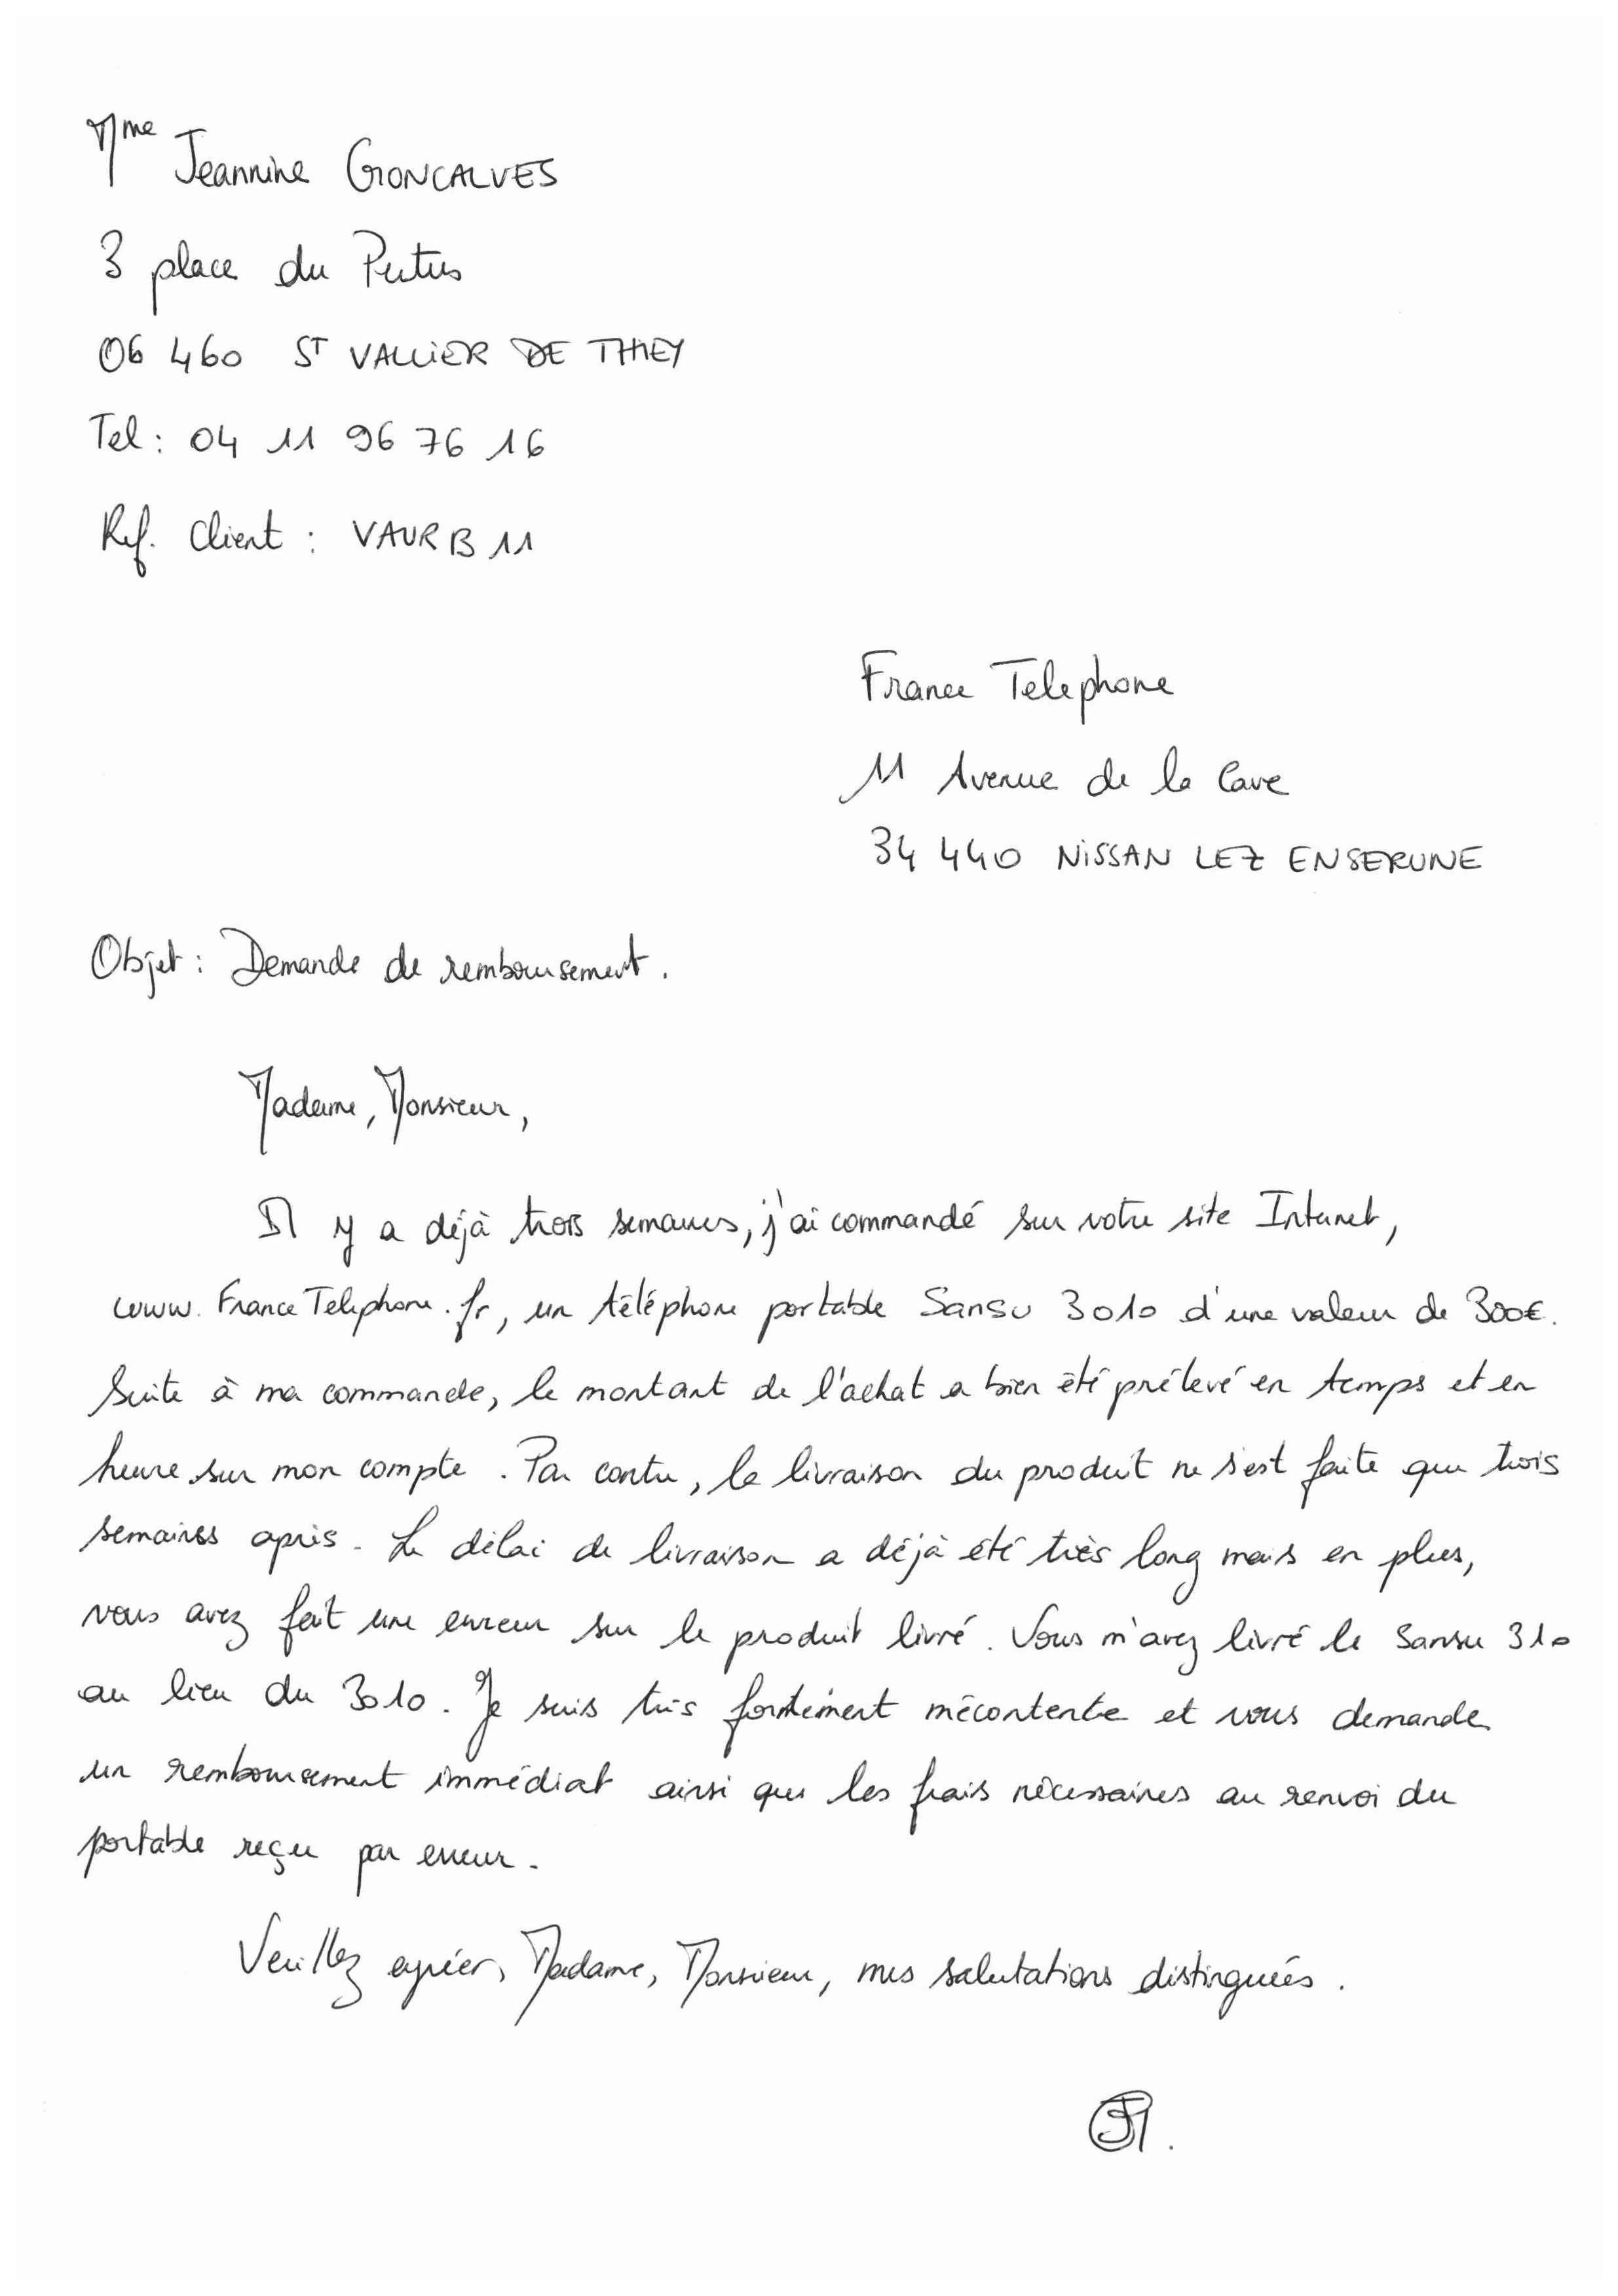 Mme Jeannine GONCALVES
3 place du Pertus
06 460 ST VALLIER DE THIEY
Tel : 04 11 96 76 16
Ref. Client : VAURB11
France Telephone
11 Avenue de la Cave
34 440 NISSAN LEZ ENSERUNE
Objet : Demande de remboursement.
Madame, Monsieur,
Il y a déjà trois semaines, j'ai commandé sur votre site Internet,
www.FranceTelephone.fr, un téléphone portable Sansu 3010 d'une valeur de 300€.
Suite à ma commande, le montant de l'achat a bien été prélevé en temps et en
heure sur mon compte. Par contre, la livraison du produit ne s'est faite que trois
semaines après. Le délai de livraison a déjà été très long mais en plus,
vous avez fait une erreur sur le produit livré. Vous m'avez livré le Sansu 310
au lieu du 3010. Je suis très fortement mécontente et vous demande
un remboursement immédiat ainsi que les frais nécessaires au renvoi du
portable reçu par erreur.
Veuillez agréer, Madame, Monsieur, mes salutations distinguées.